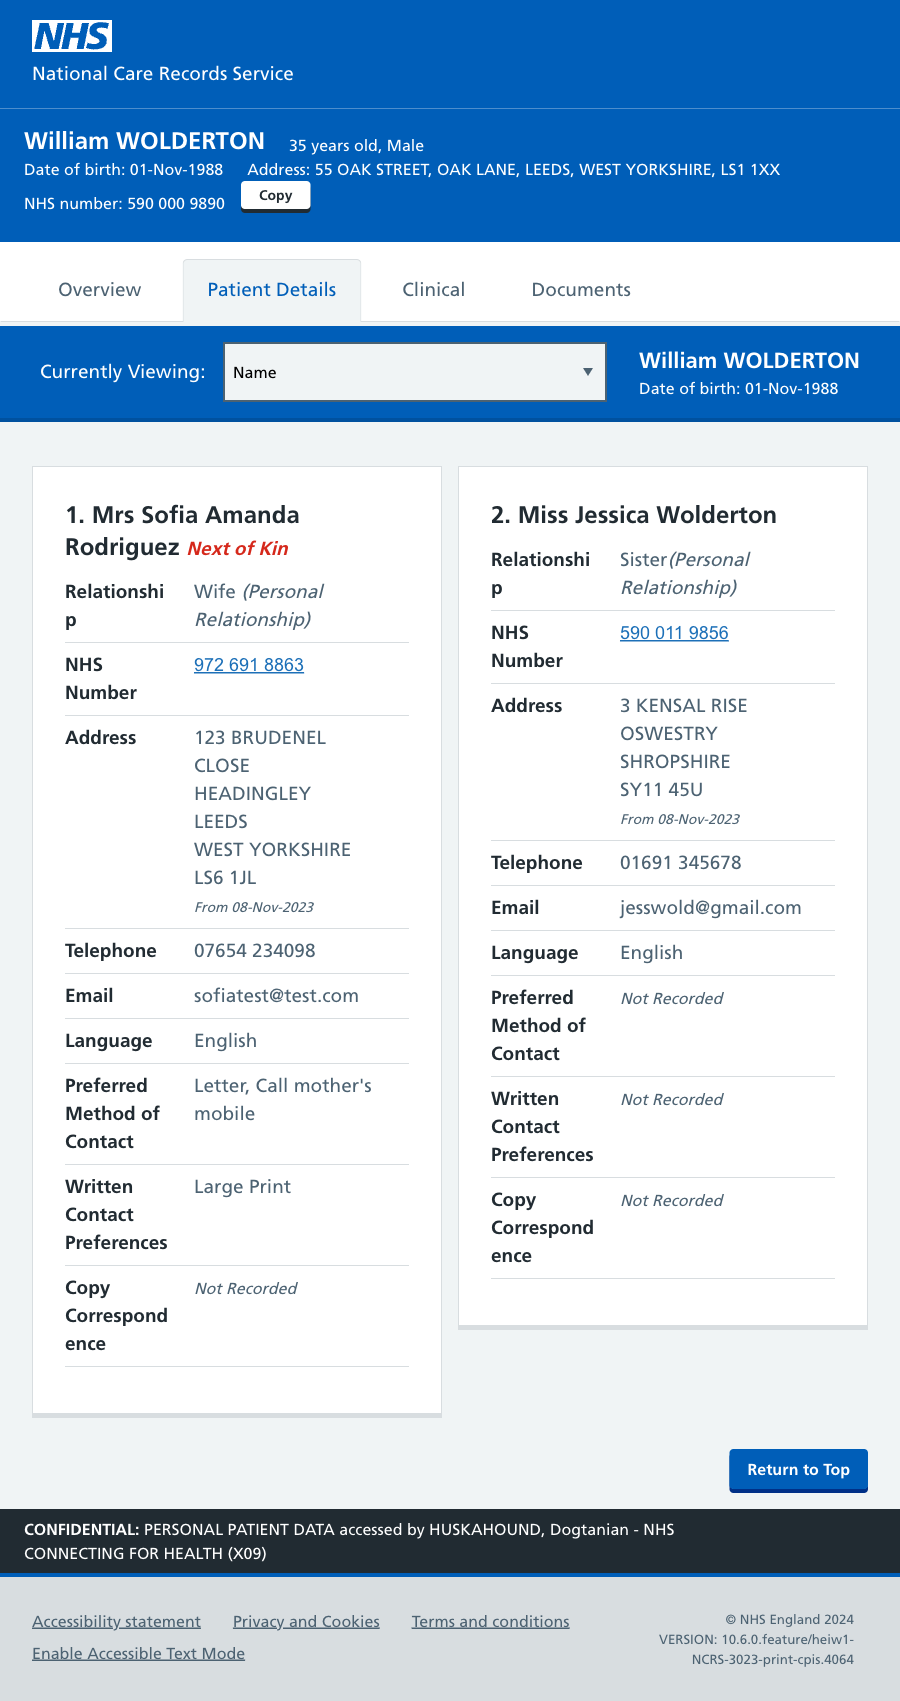 NHS
National Care Records Service
William WOLDERTON 35 years old, Male
Date of birth: 01-Nov-1988 Address: 55 OAK STREET, OAK LANE, LEEDS, WEST YORKSHIRE, LS1 1XX
NHS number: 590 000 9890 Copy
Overview Patient Details Clinical Documents
Currently Viewing: Name
William WOLDERTON
Date of birth: 01-Nov-1988
1. Mrs Sofia Amanda
Rodriguez Next of Kin
Relationshi
p
Wife (Personal
Relationship)
NHS
Number
972 691 8863
Address
123 BRUDENEL
CLOSE
HEADINGLEY
LEEDS
WEST YORKSHIRE
LS6 1JL
From 08-Nov-2023
Telephone 07654 234098
Email sofiatest@test.com
Language English
Preferred
Method of
Contact
Letter, Call mother's
mobile
Written
Contact
Preferences
Large Print
Copy
Correspond
ence
Not Recorded
2. Miss Jessica Wolderton
Relationshi
p
Sister(Personal
Relationship)
NHS
Number
590 011 9856
Address
3 KENSAL RISE
OSWESTRY
SHROPSHIRE
SY11 45U
From 08-Nov-2023
Telephone 01691 345678
Email jesswold@gmail.com
Language English
Preferred
Method of
Contact
Not Recorded
Written
Contact
Preferences
Not Recorded
Copy
Correspond
ence
Not Recorded
Return to Top
CONFIDENTIAL: PERSONAL PATIENT DATA accessed by HUSKAHOUND, Dogtanian - NHS
CONNECTING FOR HEALTH (X09)
Accessibility statement Privacy and Cookies Terms and conditions
Enable Accessible Text Mode
© NHS England 2024
VERSION: 10.6.0.feature/heiw1-
NCRS-3023-print-cpis.4064